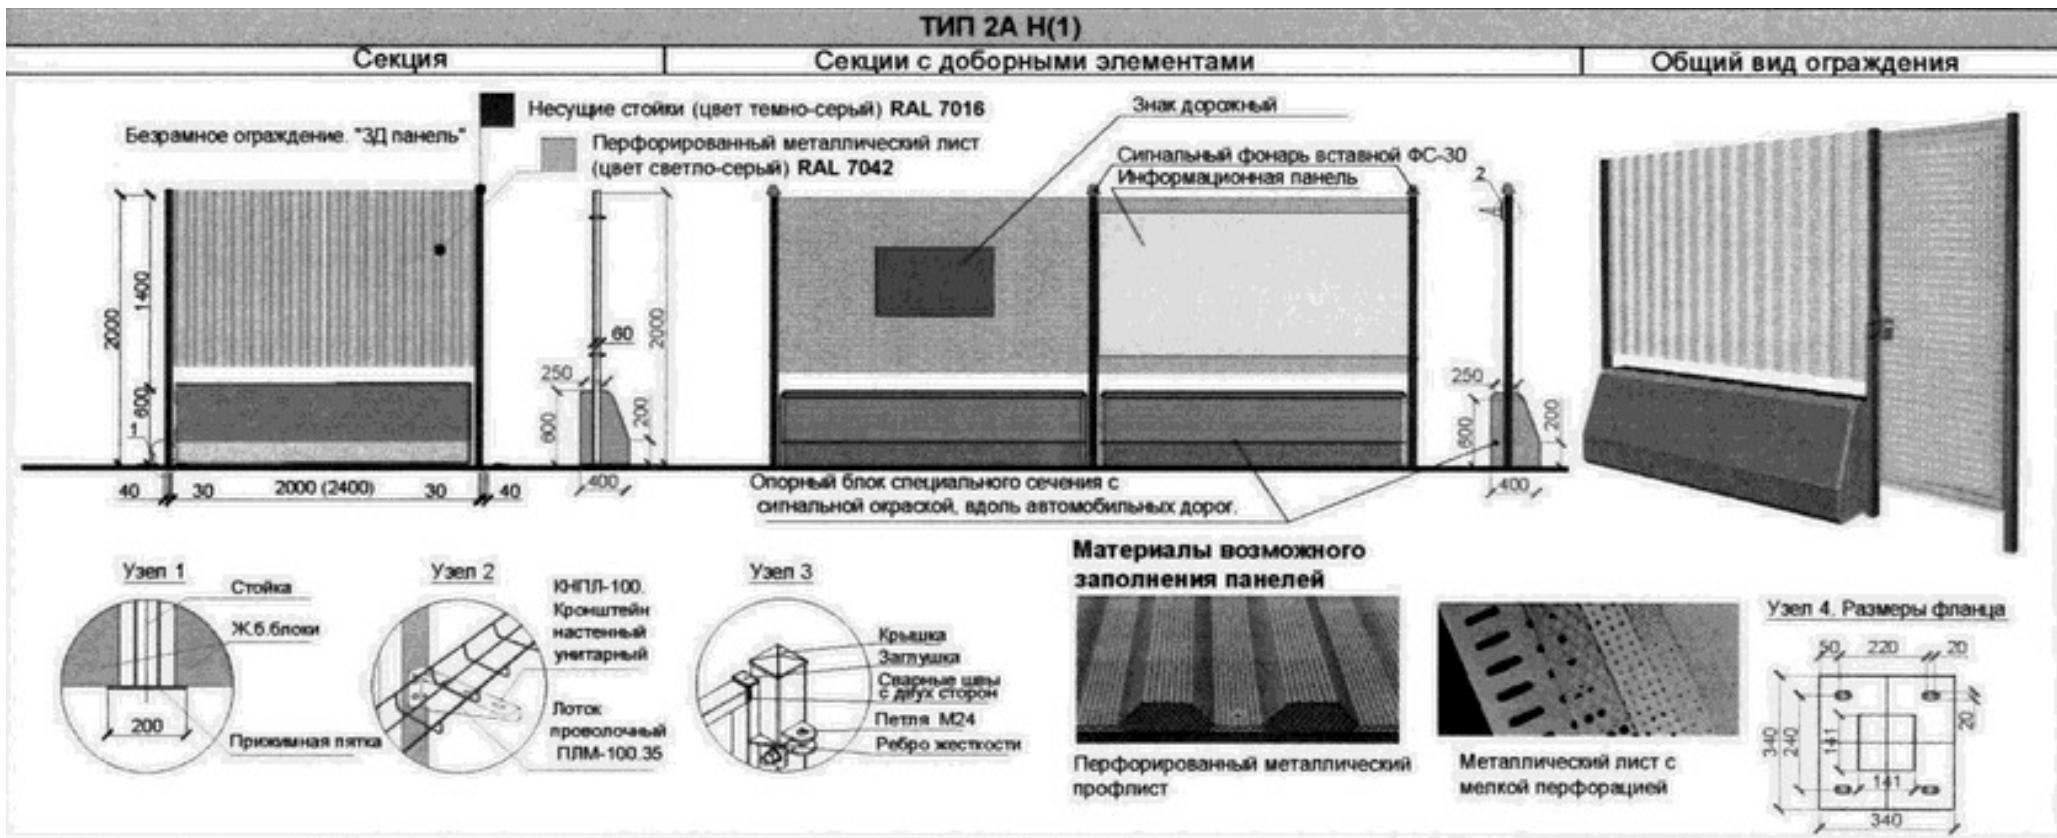 ТИП 2А Н(1)
Секция
Секции с доборными элементами
Общий вид ограждения
Безрамное ограждение. "3Д панель"
Несущие стойки (цвет темно-серый) RAL 7016
Перфорированный металлический лист
(цвет светло-серый) RAL 7042
2000
1400
600
1
40
30
2000 (2400)
30
40
60
2000
250
600
200
400
Знак дорожный
Сигнальный фонарь вставной ФС-30
Информационная панель
2
250
600
200
400
Опорный блок специального сечения с
сигнальной окраской, вдоль автомобильных дорог.
Узел 1
Стойка
Ж.б.блоки
200
Прижимная пятка
Узел 2
КНПЛ-100.
Кронштейн
настенный
унитарный
Лоток
проволочный
ПЛМ-100.35
Узел 3
Крышка
Заглушка
Сварные швы
с двух сторон
Петля М24
Ребро жесткости
Материалы возможного
заполнения панелей
Перфорированный металлический
профлист
Металлический лист с
мелкой перфорацией
Узел 4. Размеры фланца
50
220
20
20
340
240
141
141
340